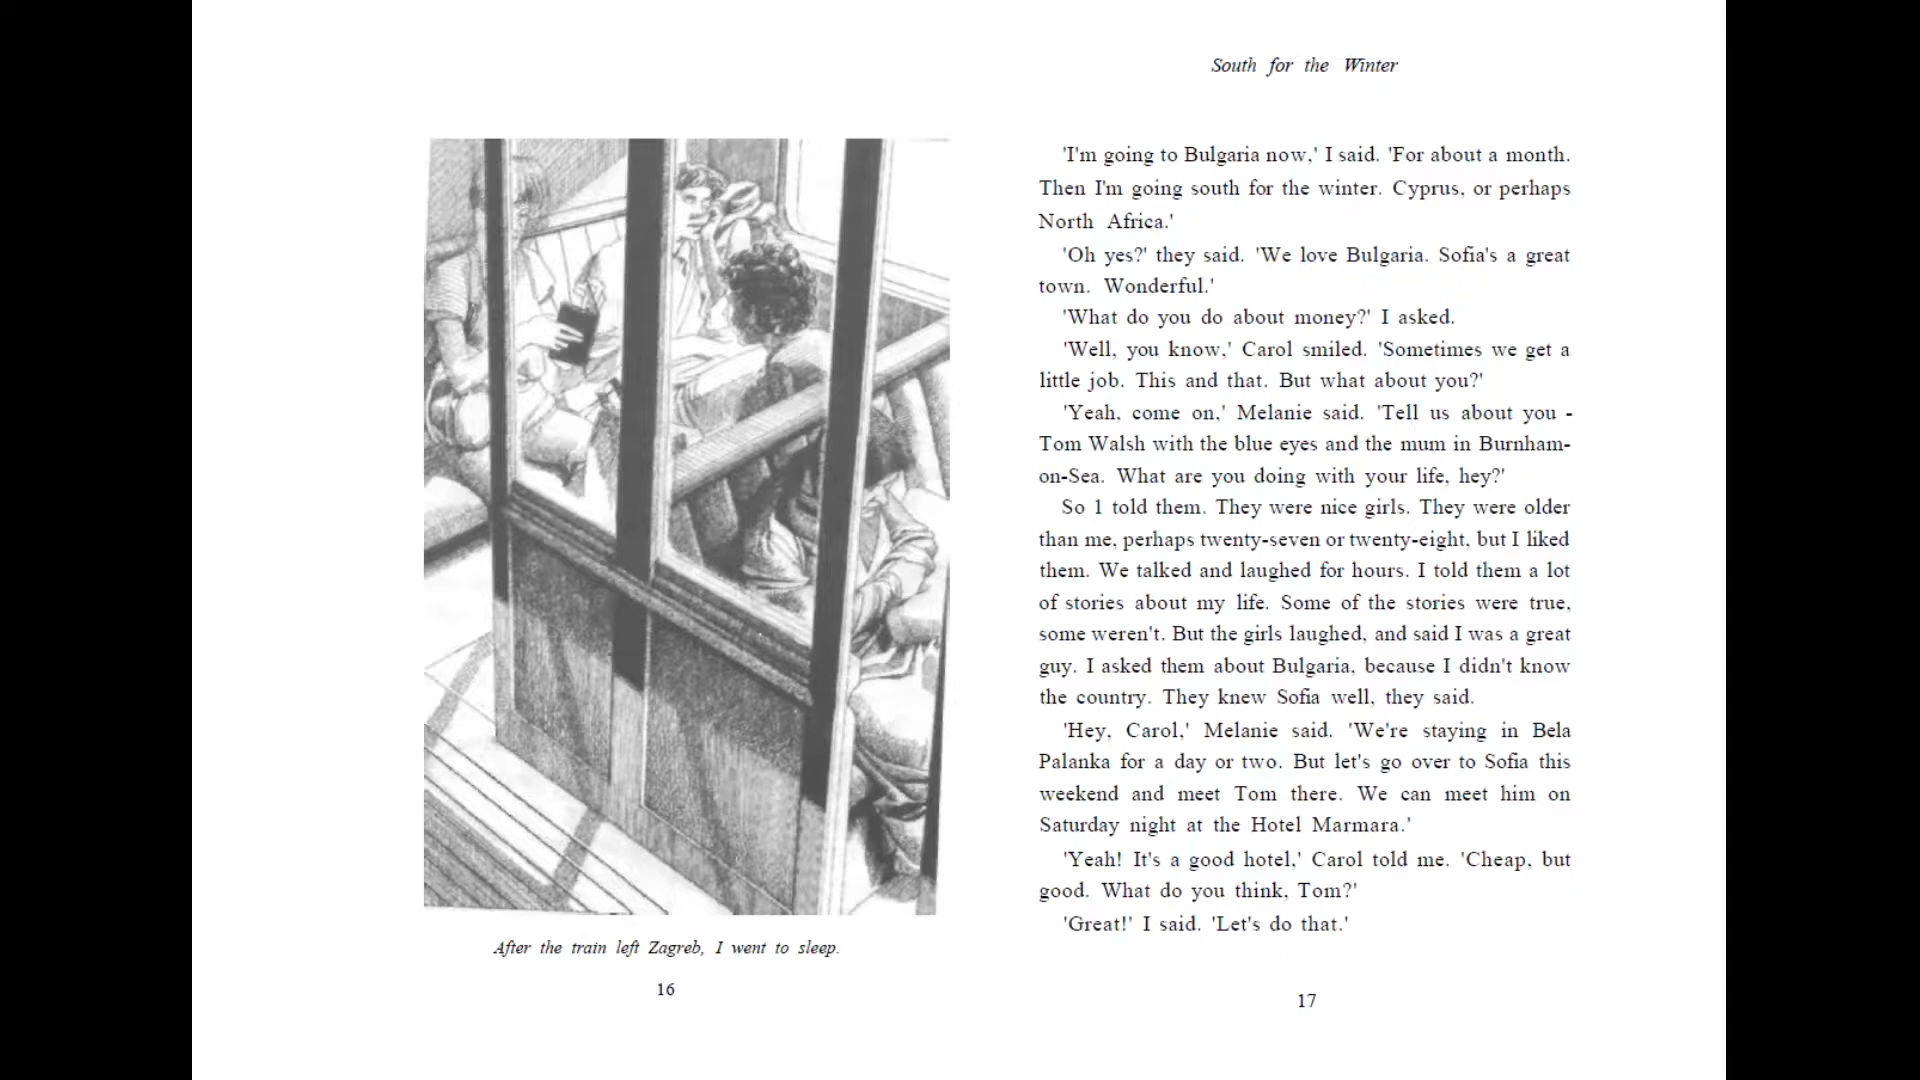 South for the Winter
After the train left Zagreb, I went to sleep.
16
'I'm going to Bulgaria now,' I said. 'For about a month.
Then I'm going south for the winter. Cyprus, or perhaps
North Africa.'
'Oh yes?' they said. 'We love Bulgaria. Sofia's a great
town. Wonderful.'
'What do you do about money?' I asked.
'Well, you know,' Carol smiled. 'Sometimes we get a
little job. This and that. But what about you?'
'Yeah, come on,' Melanie said. 'Tell us about you -
Tom Walsh with the blue eyes and the mum in Burnham-
on-Sea. What are you doing with your life, hey?'
So 1 told them. They were nice girls. They were older
than me, perhaps twenty-seven or twenty-eight, but I liked
them. We talked and laughed for hours. I told them a lot
of stories about my life. Some of the stories were true,
some weren't. But the girls laughed, and said I was a great
guy. I asked them about Bulgaria, because I didn't know
the country. They knew Sofia well, they said.
'Hey, Carol,' Melanie said. 'We're staying in Bela
Palanka for a day or two. But let's go over to Sofia this
weekend and meet Tom there. We can meet him on
Saturday night at the Hotel Marmara.'
'Yeah! It's a good hotel,' Carol told me. 'Cheap, but
good. What do you think, Tom?'
'Great!' I said. 'Let's do that.'
17